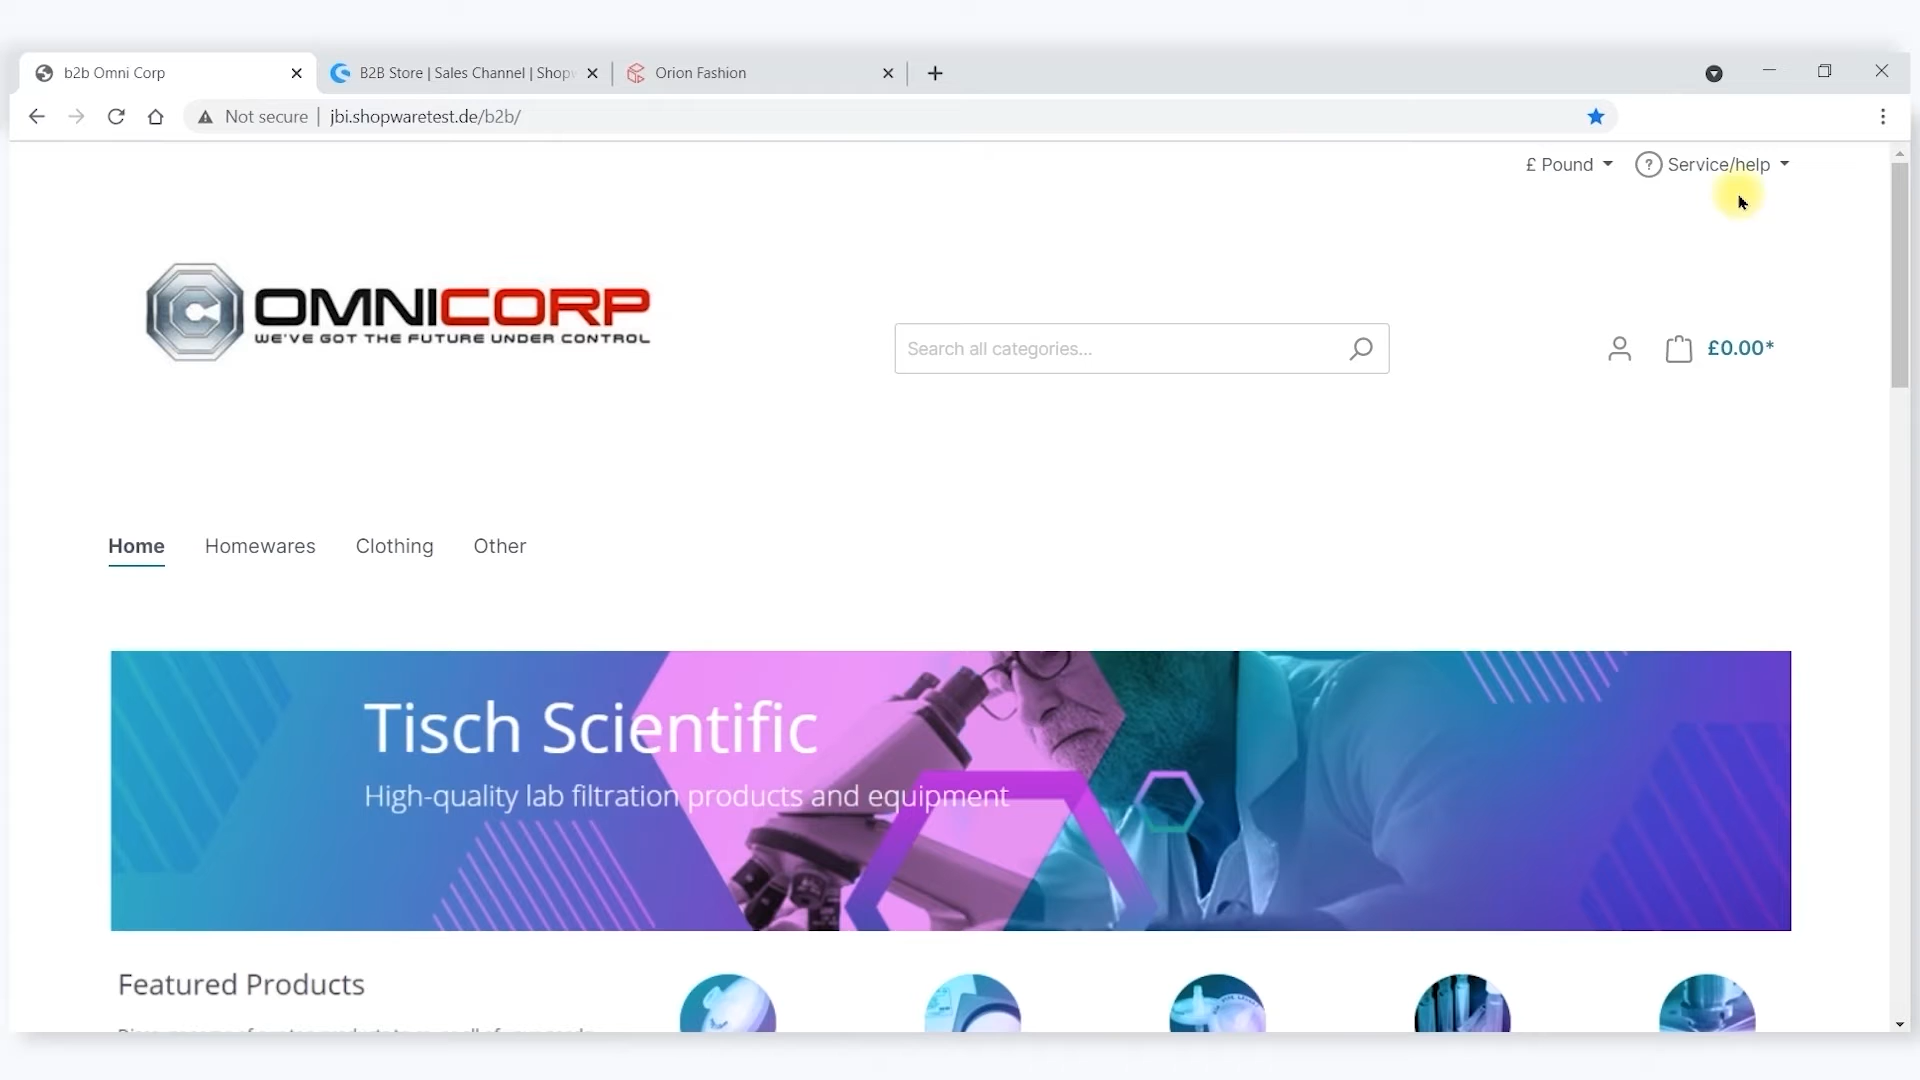 b2b Omni Corp
B2B Store | Sales Channel | Shopw
Orion Fashion
Not secure | jbi.shopwaretest.de/b2b/
£ Pound
? Service/help
OMNICORP
WE'VE GOT THE FUTURE UNDER CONTROL
Search all categories...
£0.00*
Home
Homewares
Clothing
Other
Tisch Scientific
High-quality lab filtration products and equipment
Featured Products